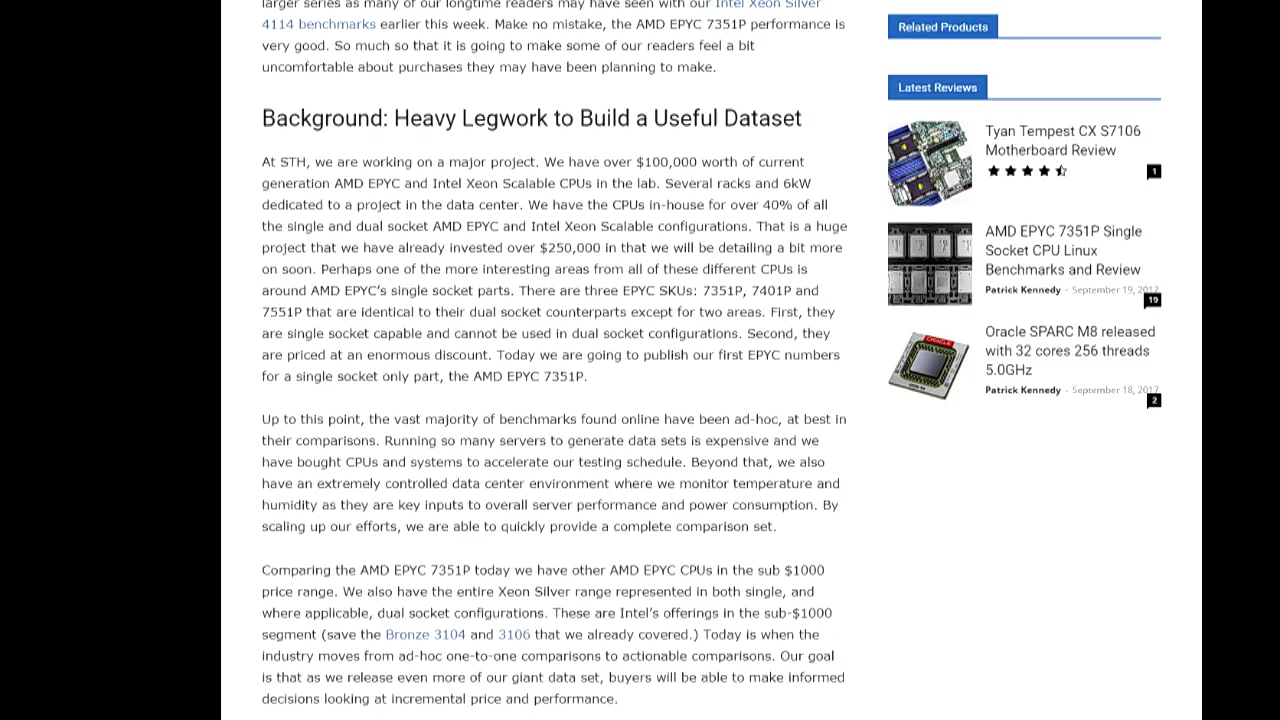 larger series as many of our longtime readers may have seen with our Intel Xeon Silver
4114 benchmarks earlier this week. Make no mistake, the AMD EPYC 7351P performance is
very good. So much so that it is going to make some of our readers feel a bit
uncomfortable about purchases they may have been planning to make.
Background: Heavy Legwork to Build a Useful Dataset
At STH, we are working on a major project. We have over $100,000 worth of current
generation AMD EPYC and Intel Xeon Scalable CPUs in the lab. Several racks and 6kW
dedicated to a project in the data center. We have the CPUs in-house for over 40% of all
the single and dual socket AMD EPYC and Intel Xeon Scalable configurations. That is a huge
project that we have already invested over $250,000 in that we will be detailing a bit more
on soon. Perhaps one of the more interesting areas from all of these different CPUs is
around AMD EPYC's single socket parts. There are three EPYC SKUs: 7351P, 7401P and
7551P that are identical to their dual socket counterparts except for two areas. First, they
are single socket capable and cannot be used in dual socket configurations. Second, they
are priced at an enormous discount. Today we are going to publish our first EPYC numbers
for a single socket only part, the AMD EPYC 7351P.
Up to this point, the vast majority of benchmarks found online have been ad-hoc, at best in
their comparisons. Running so many servers to generate data sets is expensive and we
have bought CPUs and systems to accelerate our testing schedule. Beyond that, we also
have an extremely controlled data center environment where we monitor temperature and
humidity as they are key inputs to overall server performance and power consumption. By
scaling up our efforts, we are able to quickly provide a complete comparison set.
Comparing the AMD EPYC 7351P today we have other AMD EPYC CPUs in the sub $1000
price range. We also have the entire Xeon Silver range represented in both single, and
where applicable, dual socket configurations. These are Intel's offerings in the sub-$1000
segment (save the Bronze 3104 and 3106 that we already covered.) Today is when the
industry moves from ad-hoc one-to-one comparisons to actionable comparisons. Our goal
is that as we release even more of our giant data set, buyers will be able to make informed
decisions looking at incremental price and performance.
Related Products
Latest Reviews
Tyan Tempest CX S7106
Motherboard Review
1
AMD EPYC 7351P Single
Socket CPU Linux
Benchmarks and Review
Patrick Kennedy - September 19, 2017
19
ORACLE
Oracle SPARC M8 released
with 32 cores 256 threads
5.0GHz
Patrick Kennedy - September 18, 2017
2